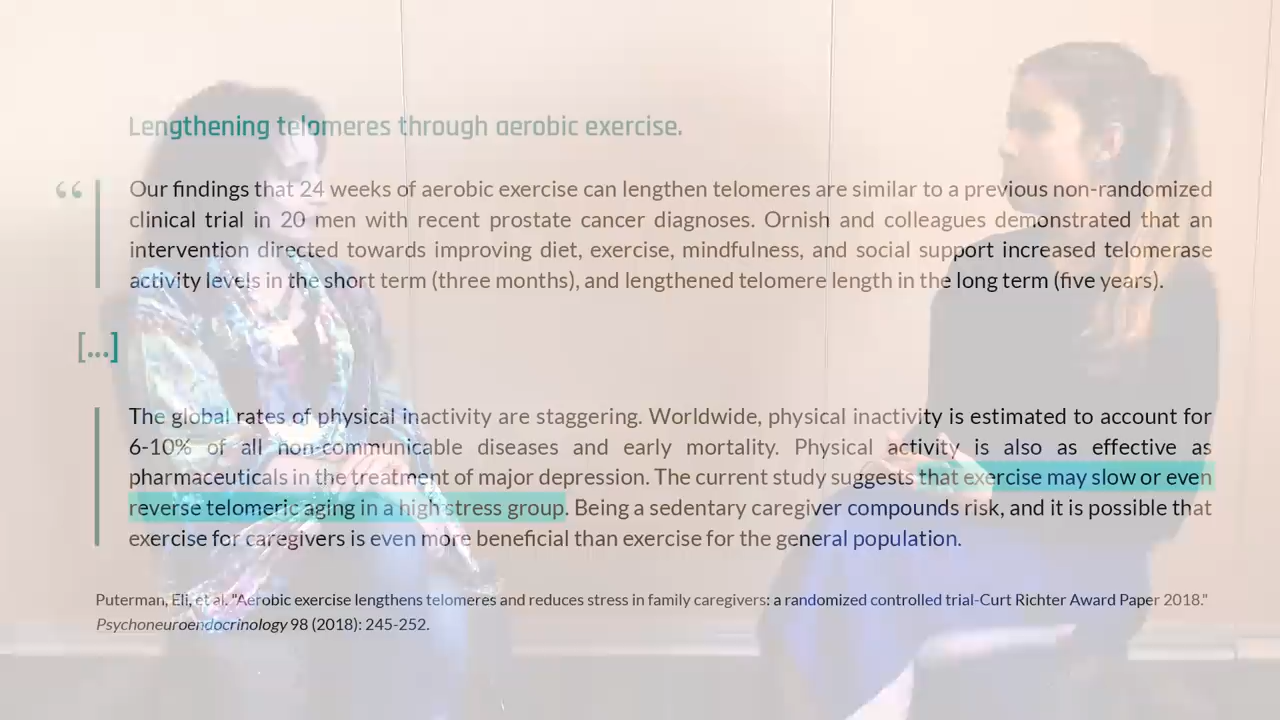 Lengthening telomeres through aerobic exercise.
“ Our findings that 24 weeks of aerobic exercise can lengthen telomeres are similar to a previous non-randomized
clinical trial in 20 men with recent prostate cancer diagnoses. Ornish and colleagues demonstrated that an
intervention directed towards improving diet, exercise, mindfulness, and social support increased telomerase
activity levels in the short term (three months), and lengthened telomere length in the long term (five years).
[...]
The global rates of physical inactivity are staggering. Worldwide, physical inactivity is estimated to account for
6-10% of all non-communicable diseases and early mortality. Physical activity is also as effective as
pharmaceuticals in the treatment of major depression. The current study suggests that exercise may slow or even
reverse telomeric aging in a high stress group. Being a sedentary caregiver compounds risk, and it is possible that
exercise for caregivers is even more beneficial than exercise for the general population.
Puterman, Eli, et al. "Aerobic exercise lengthens telomeres and reduces stress in family caregivers: a randomized controlled trial-Curt Richter Award Paper 2018."
Psychoneuroendocrinology 98 (2018): 245-252.